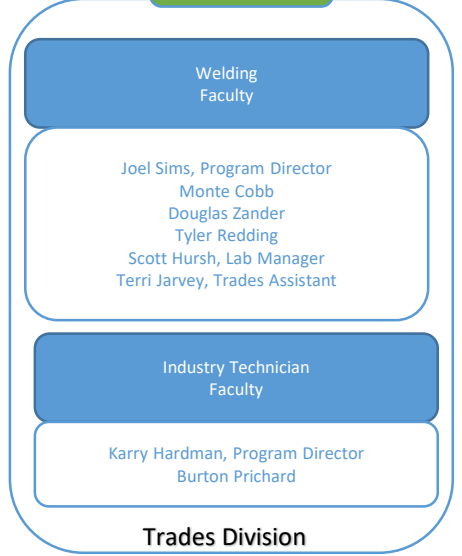 Welding
Faculty
Joel Sims, Program Director
Monte Cobb
Douglas Zander
Tyler Redding
Scott Hursh, Lab Manager
Terri Jarvey, Trades Assistant
Industry Technician
Faculty
Karry Hardman, Program Director
Burton Prichard
Trades Division